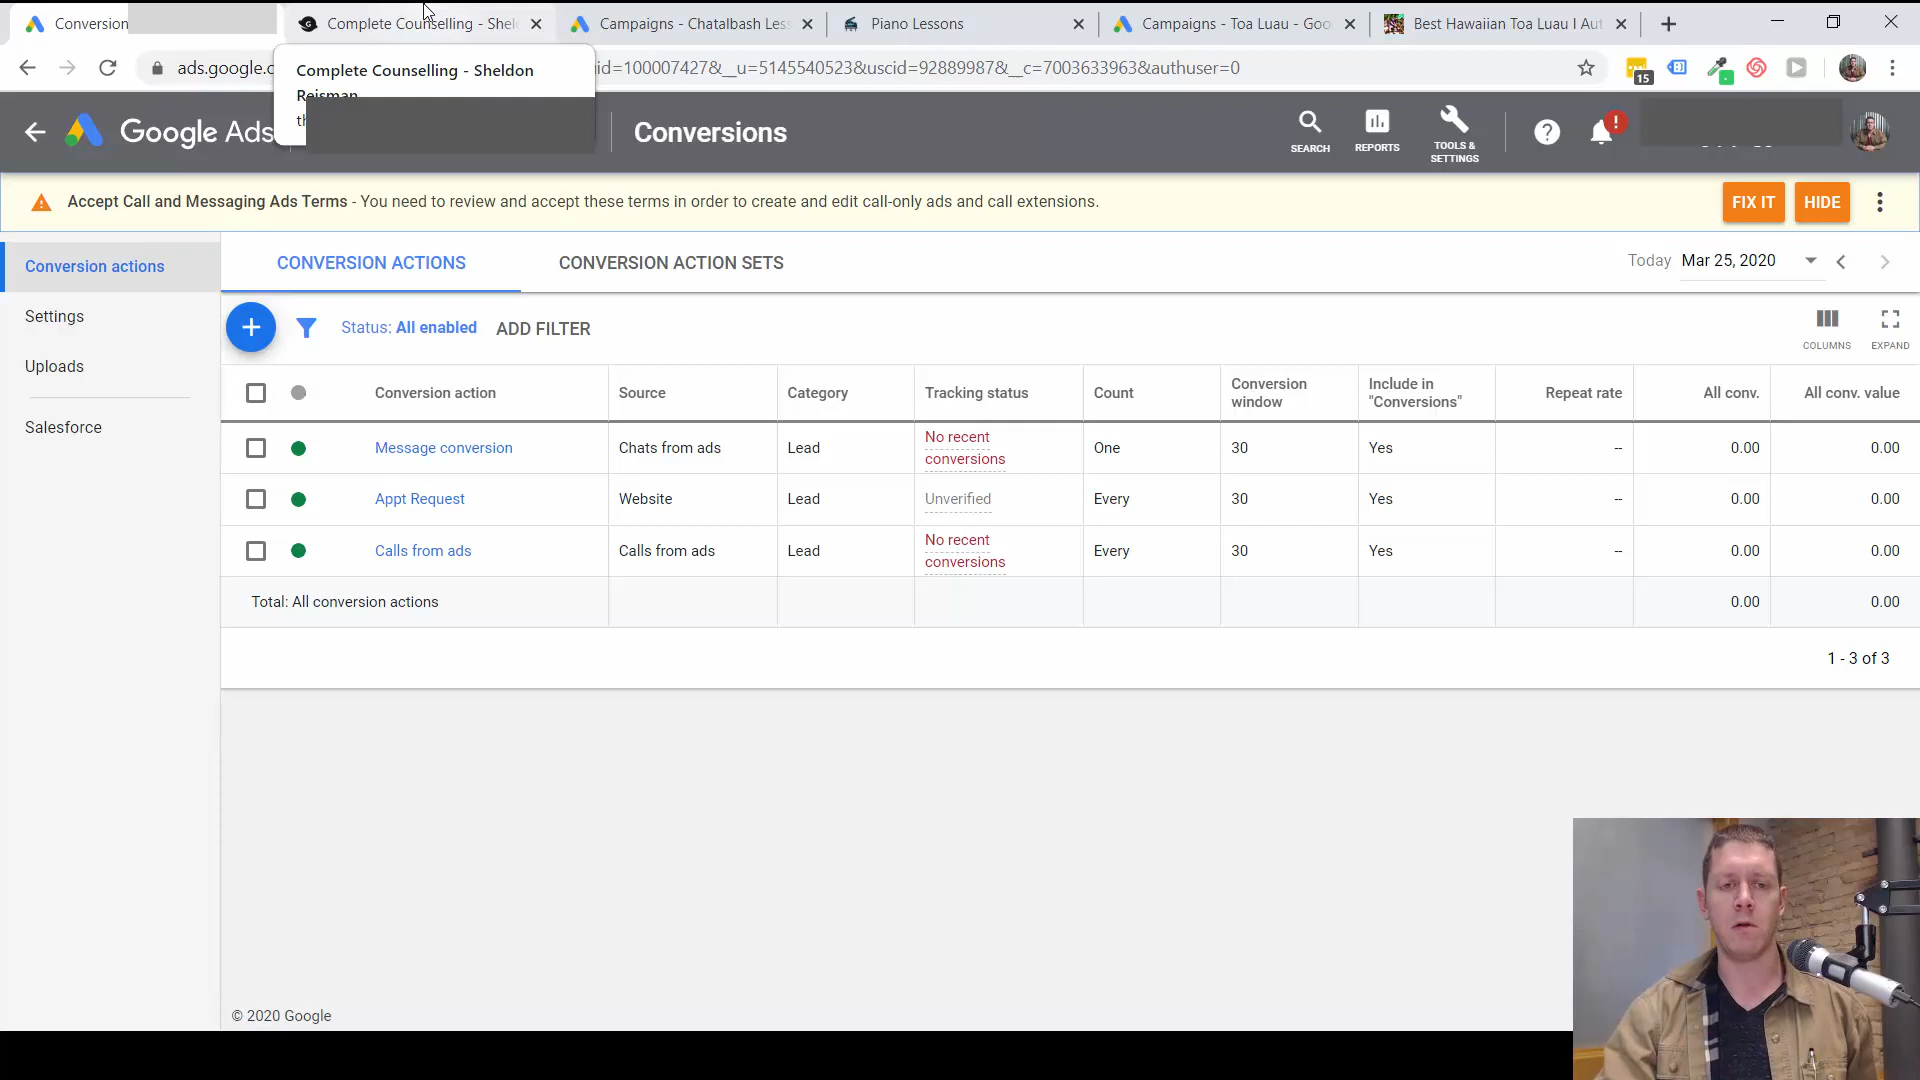 Conversion
Complete Counselling - Shel
Campaigns - Chatalbash Less
Piano Lessons
Campaigns - Toa Luau - Goo
Best Hawaiian Toa Luau I Aut
ads.google.c
id=100007427&__u=5145540523&uscid=92889987&__c=7003633963&authuser=0
15
Complete Counselling - Sheldon
Reisman
th
Google Ads
Conversions
SEARCH
REPORTS
TOOLS &
SETTINGS
?
!
Accept Call and Messaging Ads Terms - You need to review and accept these terms in order to create and edit call-only ads and call extensions.
FIX IT
HIDE
Conversion actions
Settings
Uploads
Salesforce
CONVERSION ACTIONS
CONVERSION ACTION SETS
Today Mar 25, 2020
Status: All enabled
ADD FILTER
COLUMNS
EXPAND
Conversion action Source Category Tracking status Count Conversion window Include in "Conversions" Repeat rate All conv. All conv. value
Message conversion Chats from ads Lead No recent conversions One 30 Yes -- 0.00 0.00
Appt Request Website Lead Unverified Every 30 Yes -- 0.00 0.00
Calls from ads Calls from ads Lead No recent conversions Every 30 Yes -- 0.00 0.00
Total: All conversion actions 0.00 0.00
1 - 3 of 3
© 2020 Google